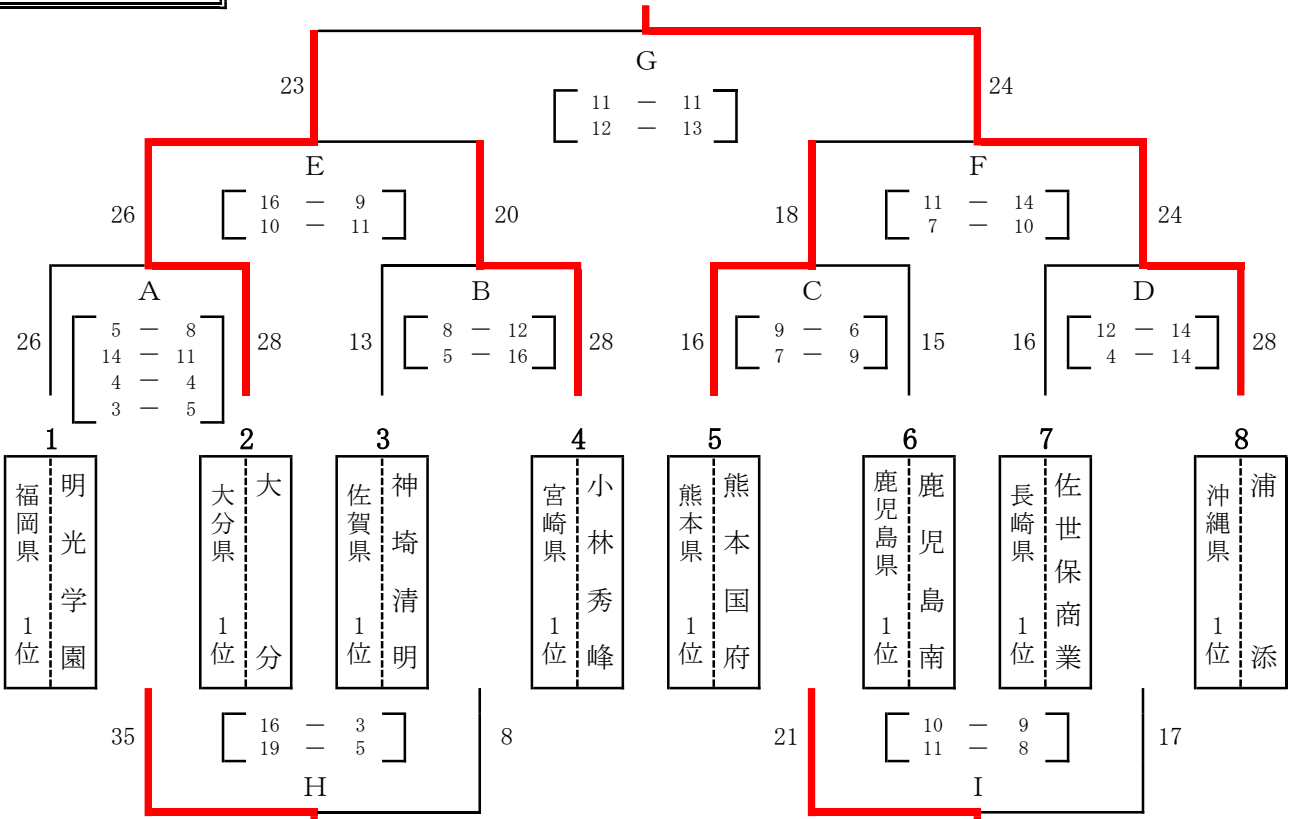 G
23
24
11 － 11
12 － 13
E
F
16 － 9
10 － 11
11 － 14
7 － 10
26
20
18
24
A
B
C
D
5 － 8
14 － 11
4 － 4
3 － 5
8 － 12
5 － 16
9 － 6
7 － 9
12 － 14
4 － 14
26
28
13
28
16
15
16
28
1
2
3
4
5
6
7
8
福岡県 1位
明光学園
大分県 1位
大分
佐賀県 1位
神埼清明
宮崎県 1位
小林秀峰
熊本県 1位
熊本国府
鹿児島県 1位
鹿児島南
長崎県 1位
佐世保商業
沖縄県 1位
浦添
16 － 3
19 － 5
10 － 9
11 － 8
35
8
21
17
H
I